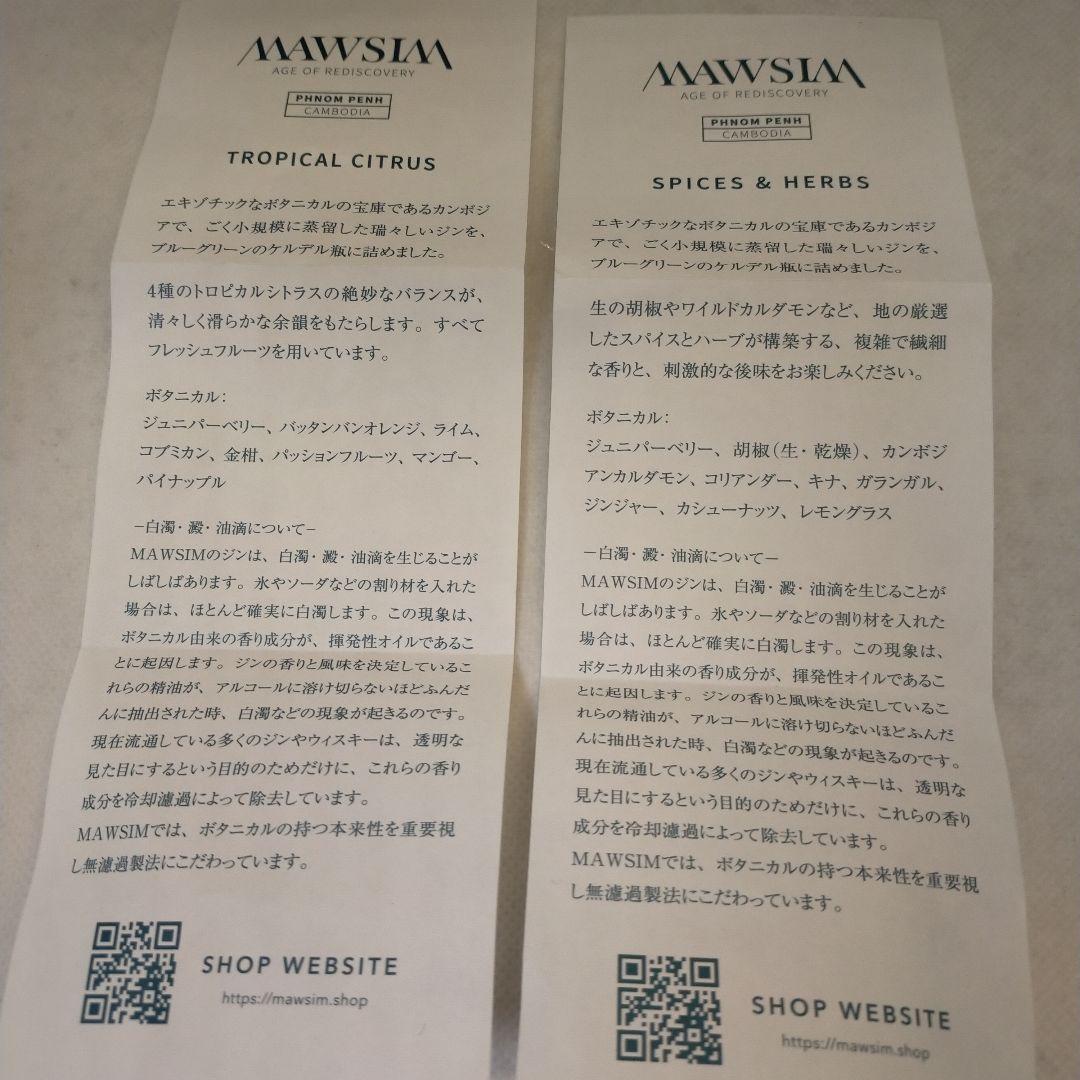 MAWSIM
AGE OF REDISCOVERY
PHNOM PENH
CAMBODIA
TROPICAL CITRUS
エキゾチックなボタニカルの宝庫であるカンボジ
アで、ごく小規模に蒸留した瑞々しいジンを、
ブルーグリーンのケルデル瓶に詰めました。
4種のトロピカルシトラスの絶妙なバランスが、
清々しく滑らかな余韻をもたらします。すべて
フレッシュフルーツを用いています。
ボタニカル：
ジュニパーベリー、バッタンバンオレンジ、ライム、
コブミカン、金柑、パッションフルーツ、マンゴー、
パイナップル
−白濁・澱・油滴について−
MAWSIMのジンは、白濁・澱・油滴を生じることが
しばしばあります。氷やソーダなどの割り材を入れた
場合は、ほとんど確実に白濁します。この現象は、
ボタニカル由来の香り成分が、揮発性オイルであるこ
とに起因します。ジンの香りと風味を決定しているこ
れらの精油が、アルコールに溶け切らないほどふんだ
んに抽出された時、白濁などの現象が起きるのです。
現在流通している多くのジンやウィスキーは、透明な
見た目にするという目的のためだけに、これらの香り
成分を冷却濾過によって除去しています。
MAWSIMでは、ボタニカルの持つ本来性を重要視
し無濾過製法にこだわっています。
SHOP WEBSITE
https://mawsim.shop
MAWSIM
AGE OF REDISCOVERY
PHNOM PENH
CAMBODIA
SPICES & HERBS
エキゾチックなボタニカルの宝庫であるカンボジ
アで、ごく小規模に蒸留した瑞々しいジンを、
ブルーグリーンのケルデル瓶に詰めました。
生の胡椒やワイルドカルダモンなど、地の厳選
したスパイスとハーブが構築する、複雑で繊細
な香りと、刺激的な後味をお楽しみください。
ボタニカル：
ジュニパーベリー、胡椒（生・乾燥）、カンボジ
アンカルダモン、コリアンダー、キナ、ガランガル、
ジンジャー、カシューナッツ、レモングラス
−白濁・澱・油滴について−
MAWSIMのジンは、白濁・澱・油滴を生じることが
しばしばあります。氷やソーダなどの割り材を入れた
場合は、ほとんど確実に白濁します。この現象は、
ボタニカル由来の香り成分が、揮発性オイルであるこ
とに起因します。ジンの香りと風味を決定しているこ
れらの精油が、アルコールに溶け切らないほどふんだ
んに抽出された時、白濁などの現象が起きるのです。
現在流通している多くのジンやウィスキーは、透明な
見た目にするという目的のためだけに、これらの香り
成分を冷却濾過によって除去しています。
MAWSIMでは、ボタニカルの持つ本来性を重要視
し無濾過製法にこだわっています。
SHOP WEBSITE
https://mawsim.shop